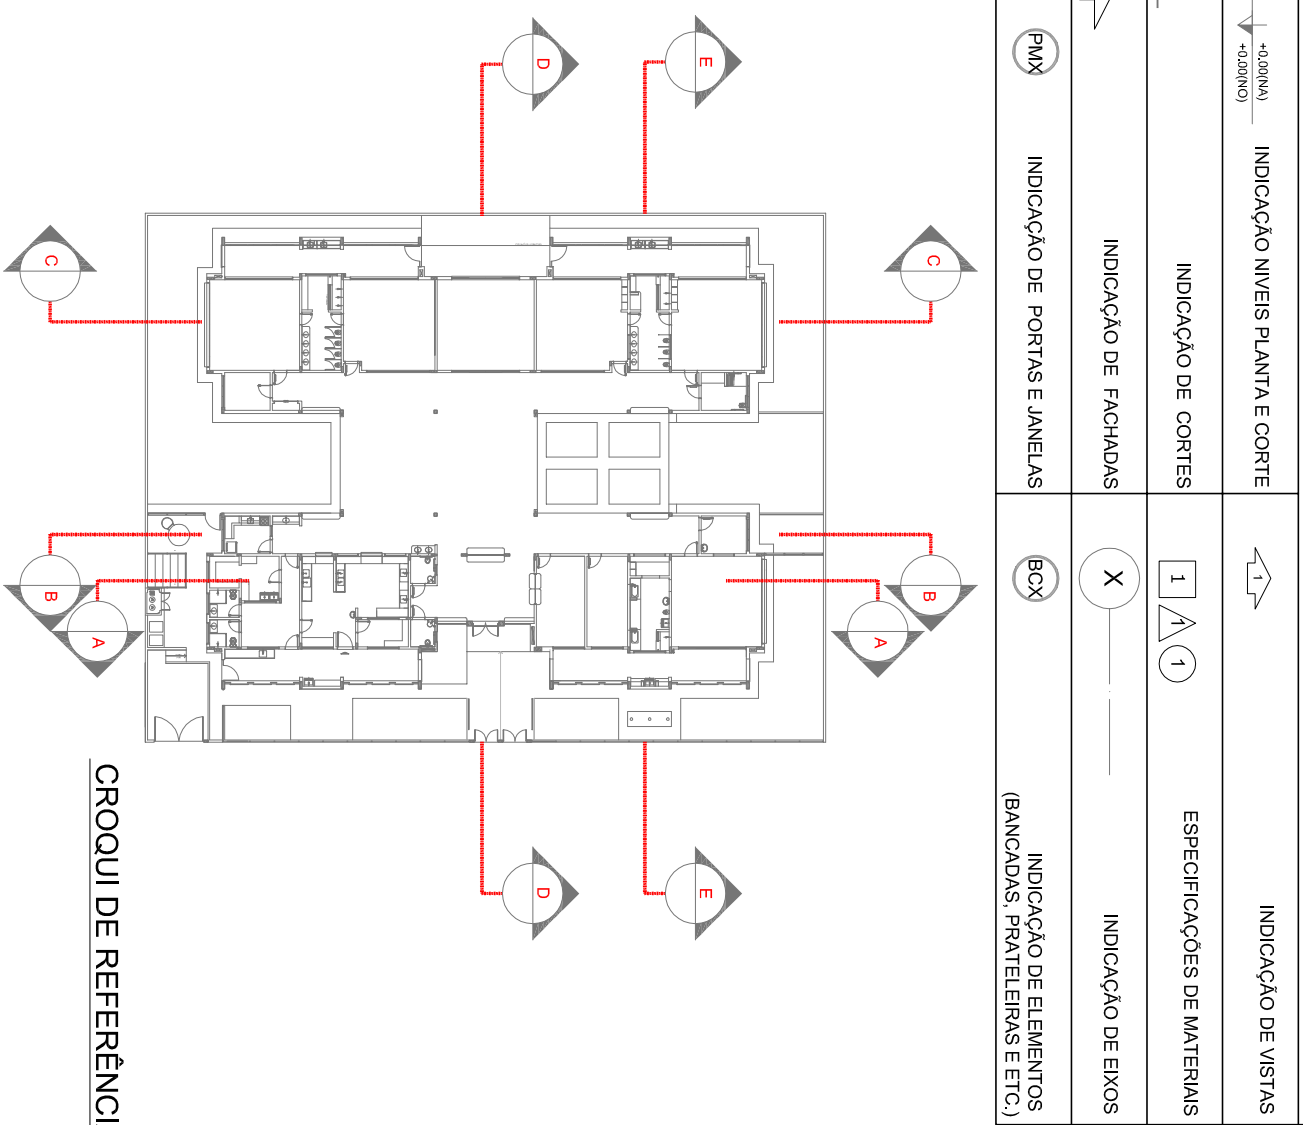 +0.00(NA)
+0.00(NO)
INDICAÇÃO NIVEIS PLANTA E CORTE
INDICAÇÃO DE VISTAS
1
INDICAÇÃO DE CORTES
ESPECIFICAÇÕES DE MATERIAIS
1
1
1
INDICAÇÃO DE FACHADAS
INDICAÇÃO DE EIXOS
X
PMX
INDICAÇÃO DE PORTAS E JANELAS
BCX
INDICAÇÃO DE ELEMENTOS
(BANCADAS, PRATELEIRAS E ETC.)
D
E
C
C
B
B
A
A
D
E
CROQUI DE REFERÊNCI